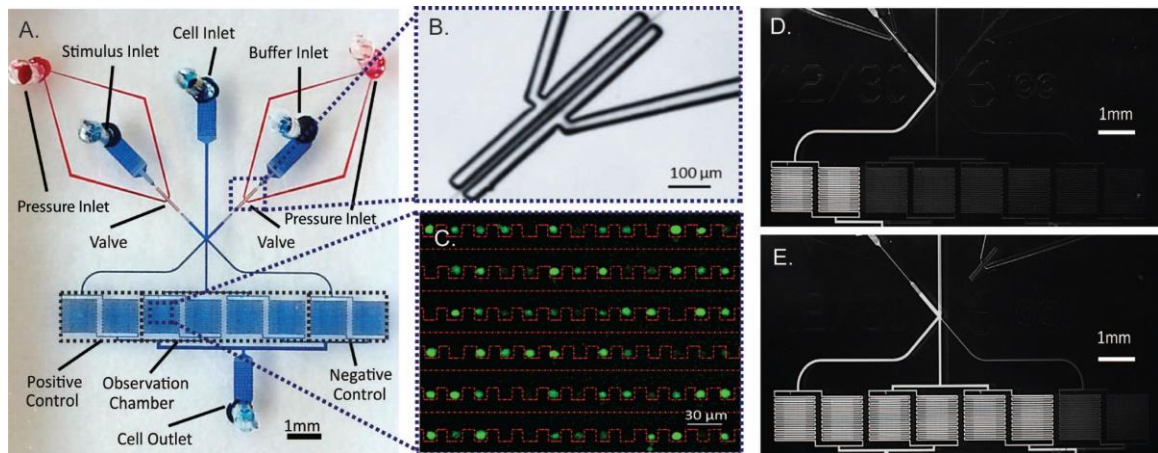 A.
Stimulus Inlet
Cell Inlet
Buffer Inlet
Pressure Inlet
Valve
Valve
Pressure Inlet
Positive
Control
Observation
Chamber
Negative
Control
Cell Outlet
1mm
B.
100 µm
C.
30 µm
D.
1mm
E.
1mm